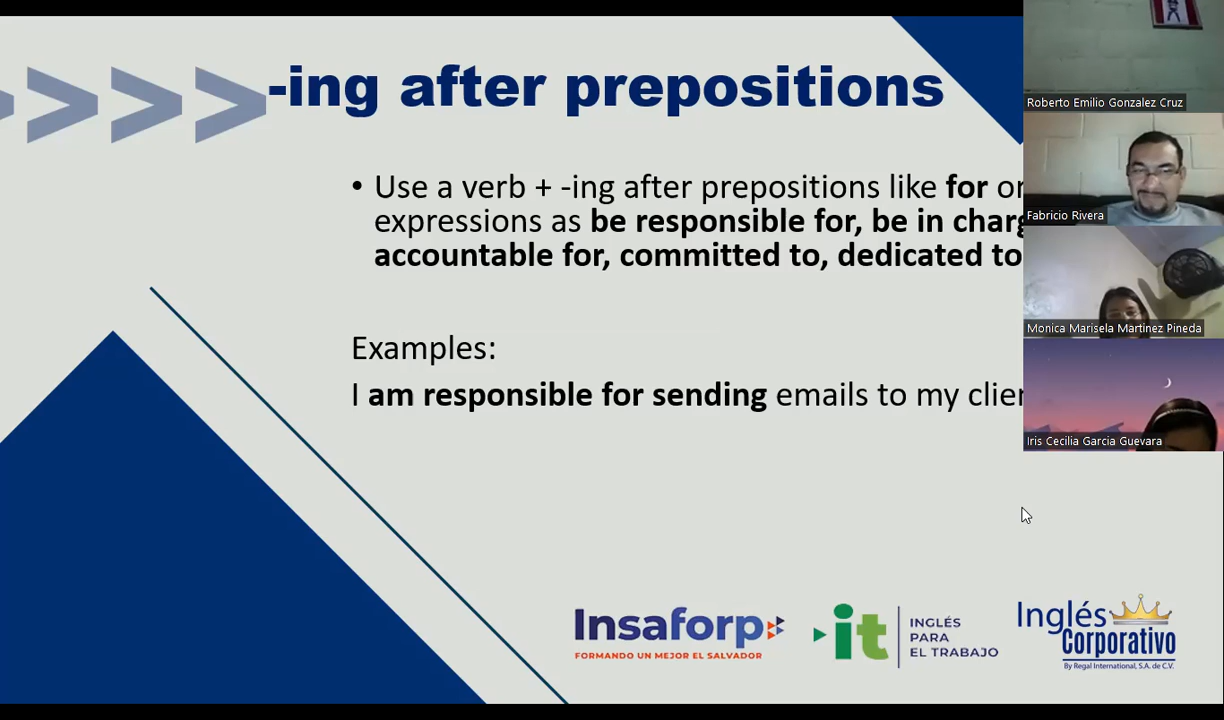 -ing after prepositions
• Use a verb + -ing after prepositions like for or
expressions as be responsible for, be in charg
accountable for, committed to, dedicated to
Examples:
I am responsible for sending emails to my clien
Roberto Emilio Gonzalez Cruz
Fabricio Rivera
Monica Marisela Martinez Pineda
Iris Cecilia Garcia Guevara
Insaforp
FORMANDO UN MEJOR EL SALVADOR
it
INGLÉS
PARA
EL TRABAJO
Inglés
Corporativo
By Regal International, S.A. de C.V.